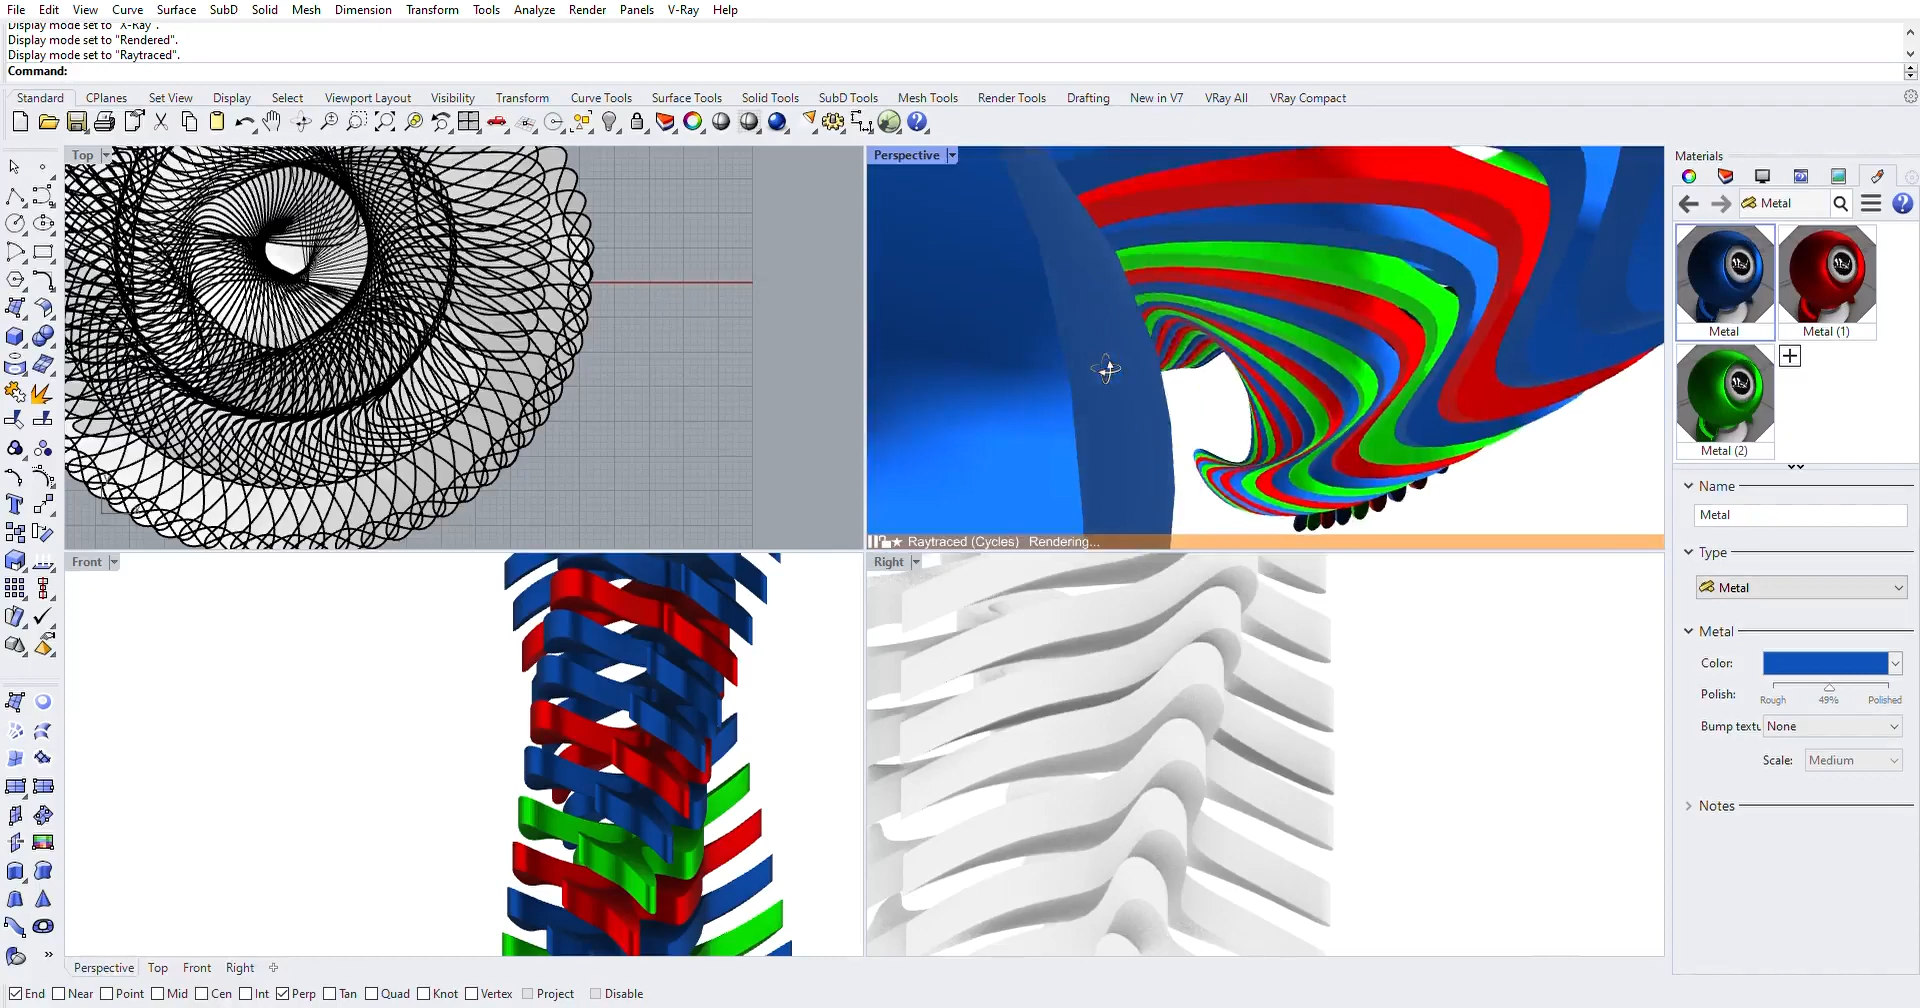 File Edit View Curve Surface SubD Solid Mesh Dimension Transform Tools Analyze Render Panels V-Ray Help
Display mode set to "X-Ray".
Display mode set to "Rendered".
Display mode set to "Raytraced".
Command:
Standard CPlanes Set View Display Select Viewport Layout Visibility Transform Curve Tools Surface Tools Solid Tools SubD Tools Mesh Tools Render Tools Drafting New in V7 VRay All VRay Compact
Top
Perspective
Raytraced (Cycles) Rendering...
Front
Right
Materials
Metal
Metal
Metal (1)
Metal (2)
Name
Metal
Type
Metal
Metal
Color:
Polish:
Rough 49% Polished
Bump textu None
Scale: Medium
Notes
Perspective Top Front Right
End Near Point Mid Cen Int Perp Tan Quad Knot Vertex Project Disable